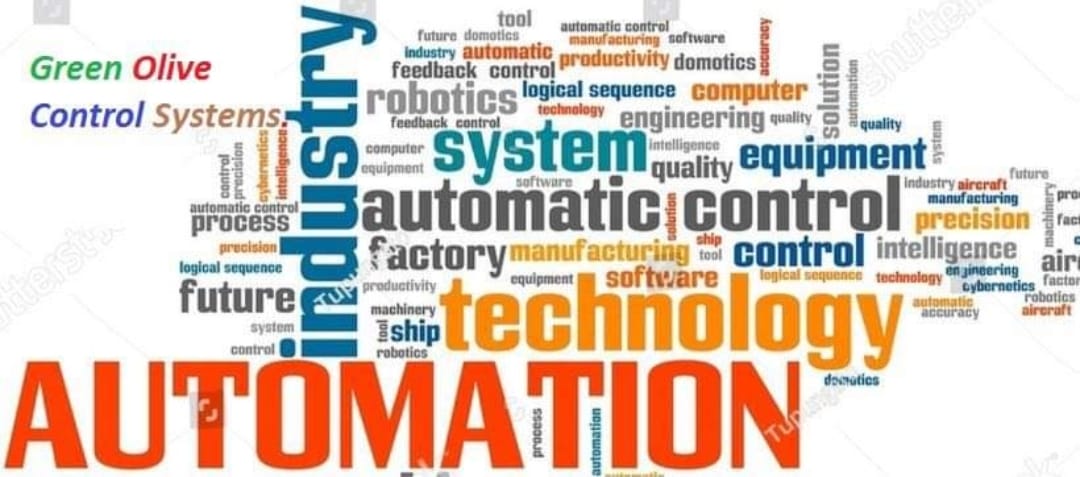 Green Olive
Control Systems.
industry
tool
future domotics
automatic control
manufacturing software
accuracy
industry automatic productivity domotics
feedback control
robotics logical sequence computer
solution
automation
technology
feedback control
engineering quality
quality
system
computer
system
intelligence
equipment
equipment
quality
software
control
precision
cybernetics
intelligence
automatic control
process
automatic control
solution
industry aircraft
future
manufacturing
precision
machinery
precision
factory manufacturing
ship
tool
control intelligence
logical sequence
future
productivity
equipment software
logical sequence technology
engineering
cybernetics
robotics
aircraft
automatic
accuracy
machinery
tool
ship technology
system
control
robotics
AUTOMATION
domotics
process
automation
automatic
shutterstock